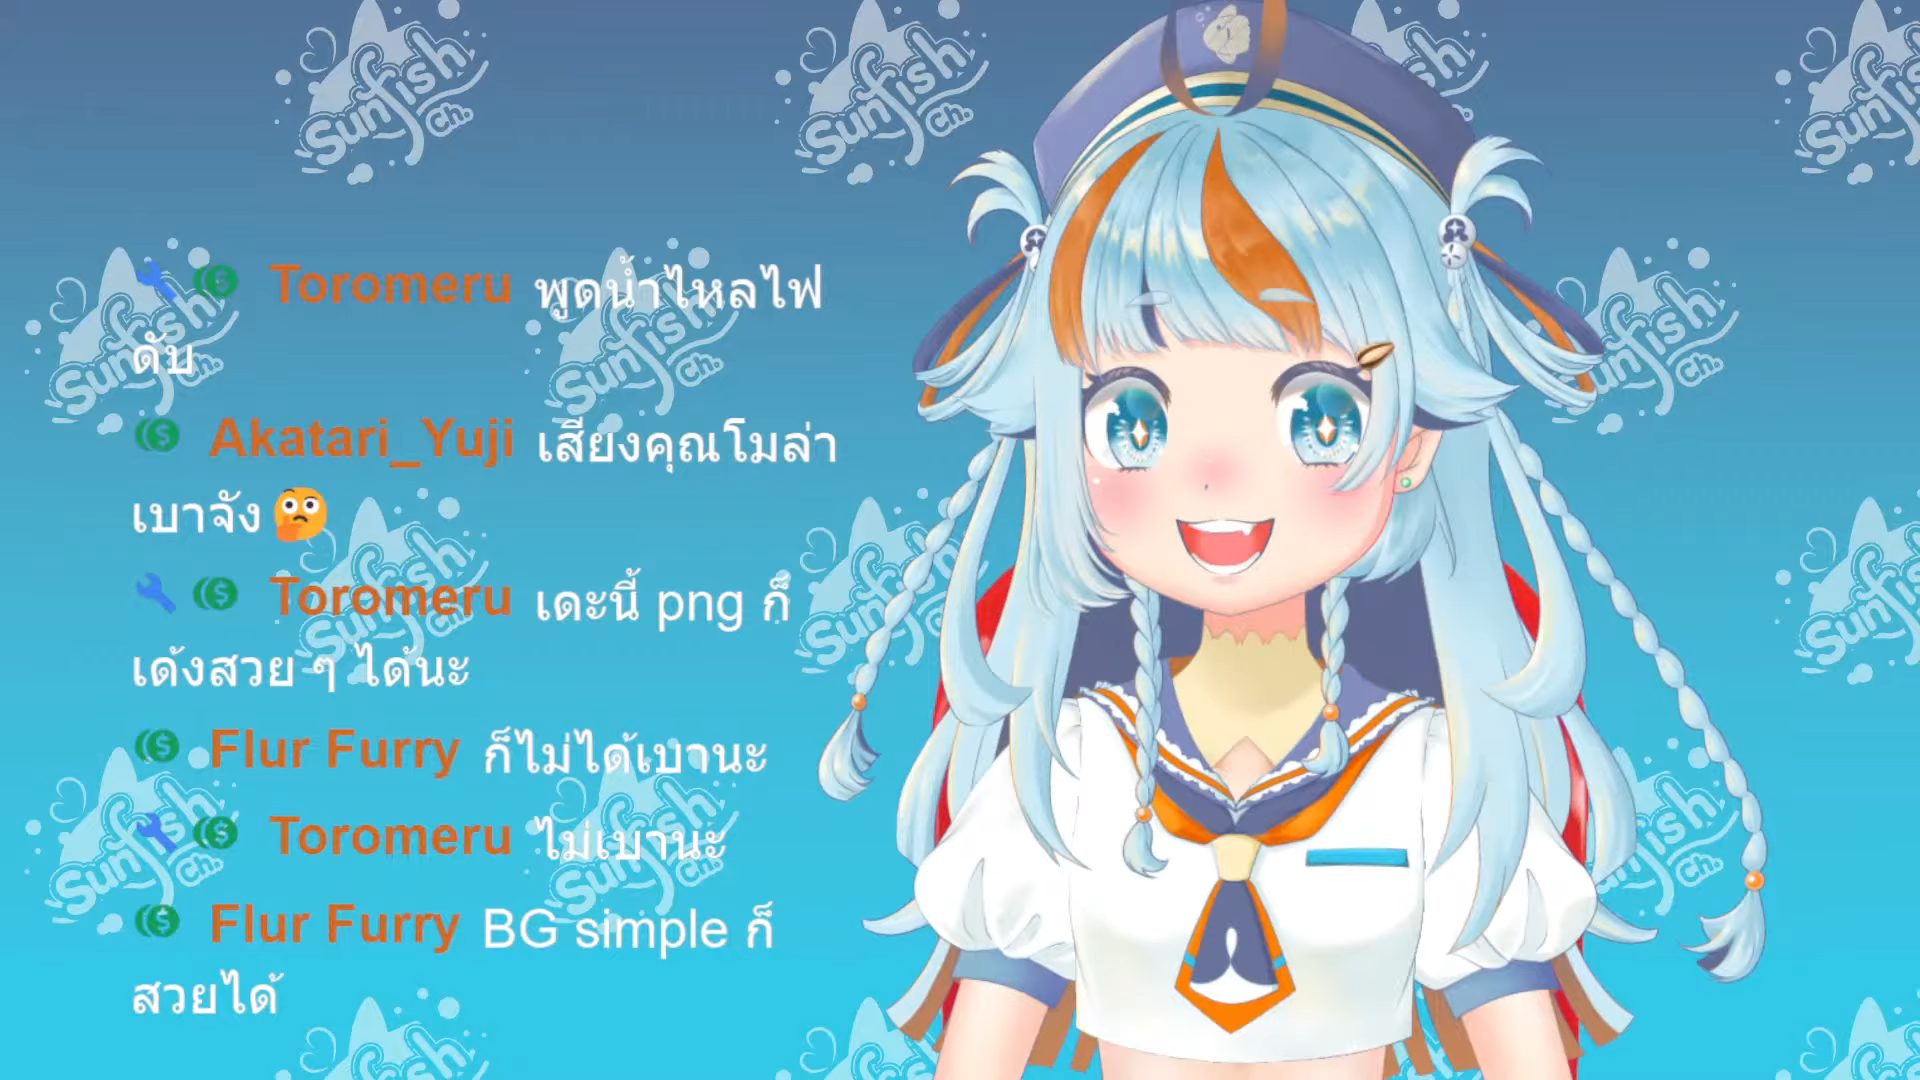 Sunfish Ch.
Toromeru พูดน้ำไหลไฟ
ดับ
Akatari_Yuji เสียงคุณโมล่า
เบาจัง
Toromeru เดะนี้ png ก็
เด้งสวย ๆ ได้นะ
Flur Furry ก็ไม่ได้เบานะ
Toromeru ไม่เบานะ
Flur Furry BG simple ก็
สวยได้